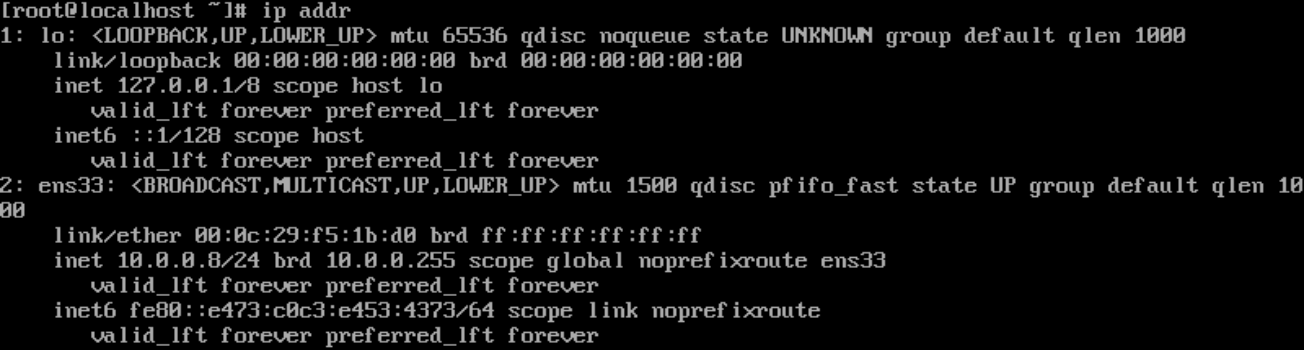 [root@localhost ~]# ip addr
1: lo: <LOOPBACK,UP,LOWER_UP> mtu 65536 qdisc noqueue state UNKNOWN group default qlen 1000
    link/loopback 00:00:00:00:00:00 brd 00:00:00:00:00:00
    inet 127.0.0.1/8 scope host lo
       valid_lft forever preferred_lft forever
    inet6 ::1/128 scope host
       valid_lft forever preferred_lft forever
2: ens33: <BROADCAST,MULTICAST,UP,LOWER_UP> mtu 1500 qdisc pfifo_fast state UP group default qlen 10
00
    link/ether 00:0c:29:f5:1b:d0 brd ff:ff:ff:ff:ff:ff
    inet 10.0.0.8/24 brd 10.0.0.255 scope global noprefixroute ens33
       valid_lft forever preferred_lft forever
    inet6 fe80::e473:c0c3:e453:4373/64 scope link noprefixroute
       valid_lft forever preferred_lft forever